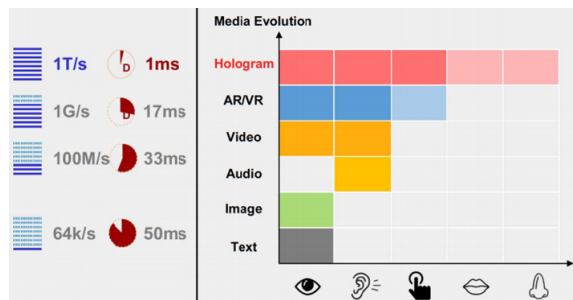 Media Evolution
1T/s D 1ms
Hologram
1G/s D 17ms
AR/VR
Video
100M/s 33ms
Audio
Image
64k/s 50ms
Text